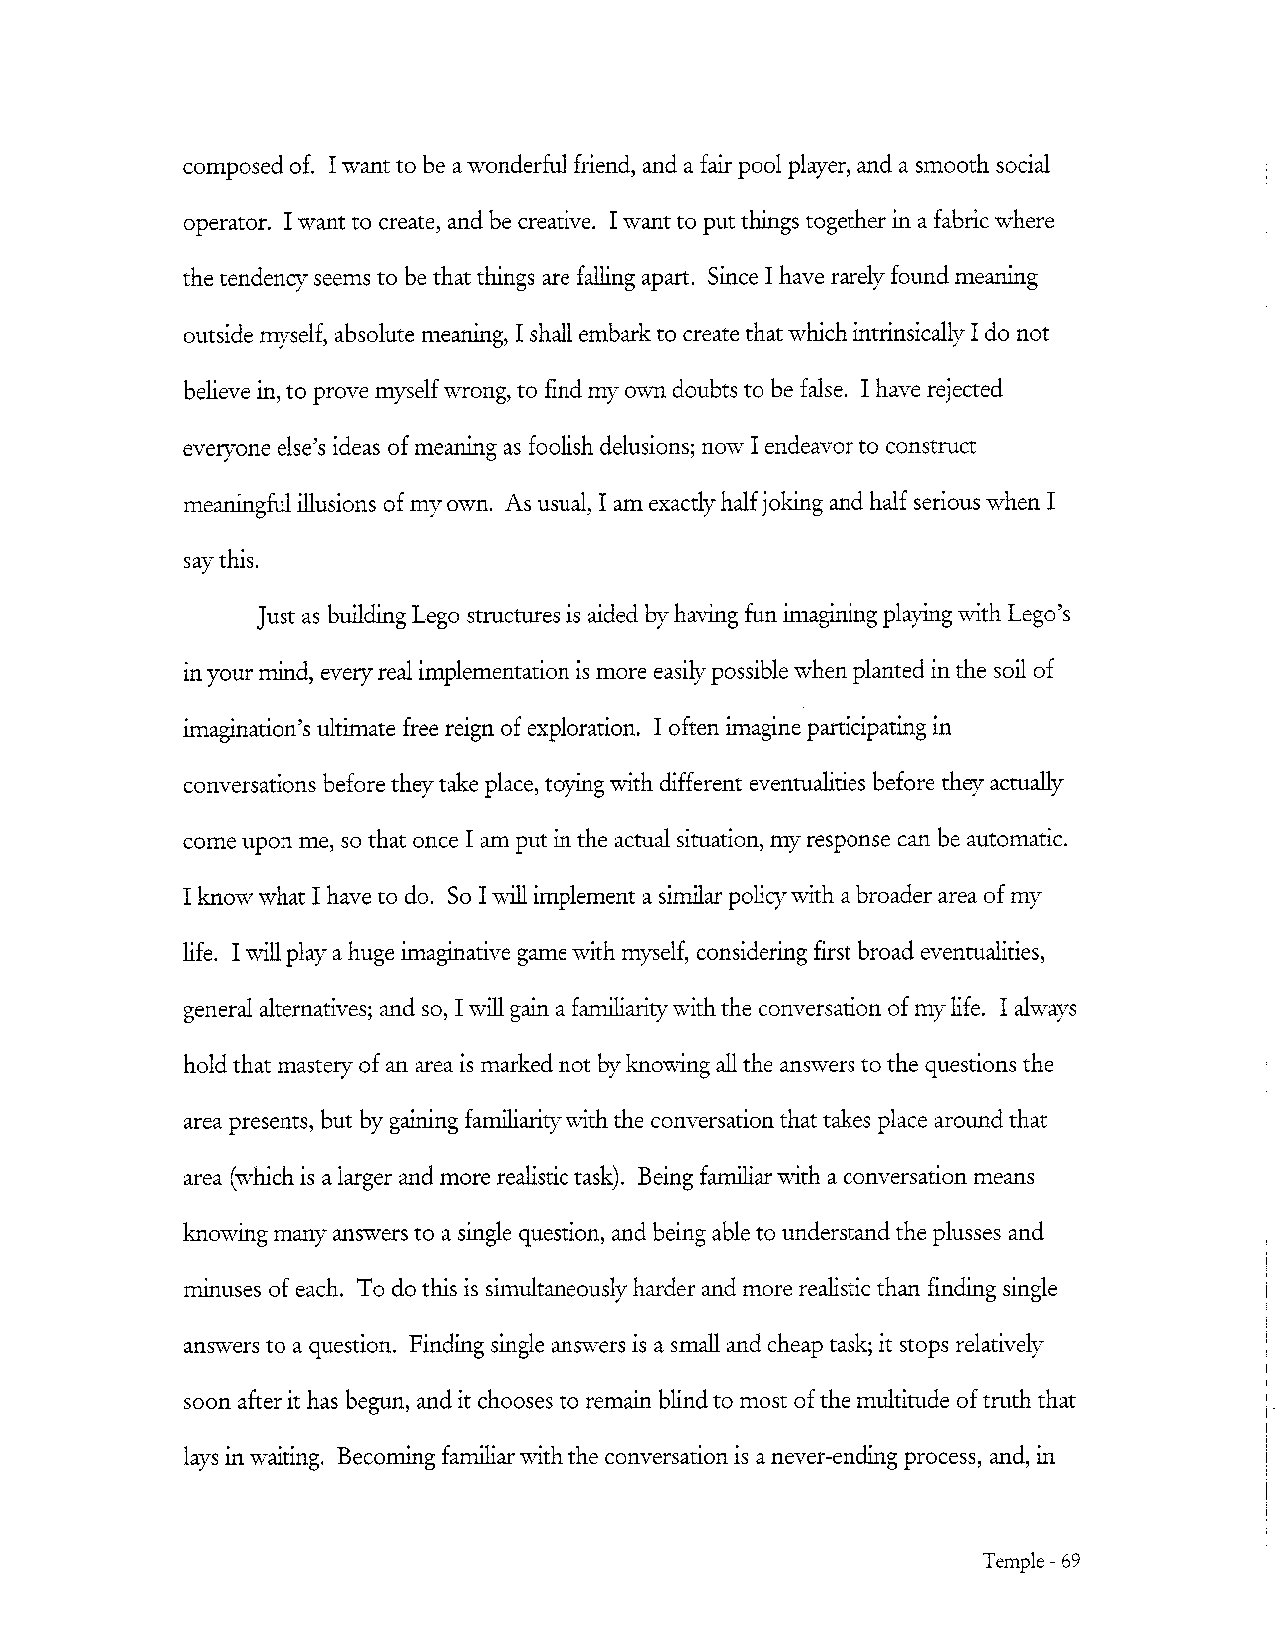 composed of. I want to be a wonderful friend, and a fair pool player, and a smooth social
operator. I want to create, and be creative. I want to put things together in a fabric where
the tendency seems to be that things are falling apart. Since I have rarely found meaning
outside myself, absolute meaning, I shall embark to create that which intrinsically I do not
believe in, to prove myself wrong, to find my own doubts to be false. I have rejected
everyone else's ideas of meaning as foolish delusions; now I endeavor to construct
meaningful illusions of my own. As usual, I am exactly half joking and half serious when I
say this.
Just as building Lego structures is aided by having fun imagining playing with Lego's
in your mind, every real implementation is more easily possible when planted in the soil of
imagination's ultimate free reign of exploration. I often imagine participating in
conversations before they take place, toying with different eventualities before they actually
come upon me, so that once I am put in the actual situation, my response can be automatic.
I know what I have to do. So I will implement a similar policy with a broader area of my
life. I will play a huge imaginative game with myself, considering first broad eventualities,
general alternatives; and so, I will gain a familiarity with the conversation of my life. I always
hold that mastery of an area is marked not by knowing all the answers to the questions the
area presents, but by gaining familiarity with the conversation that takes place around that
area (which is a larger and more realistic task). Being familiar with a conversation means
knowing many answers to a single question, and being able to understand the plusses and
minuses of each. To do this is simultaneously harder and more realistic than finding single
answers to a question. Finding single answers is a small and cheap task; it stops relatively
soon after it has begun, and it chooses to remain blind to most of the multitude of truth that
lays in waiting. Becoming familiar with the conversation is a never-ending process, and, in
Temple - 69